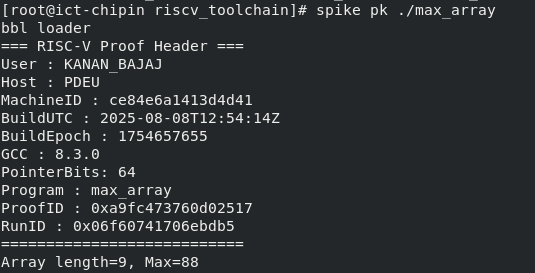 [root@ict-chipin riscv_toolchain]# spike pk ./max_array
bbl loader
=== RISC-V Proof Header ===
User : KANAN_BAJAJ
Host : PDEU
MachineID : ce84e6a1413d4d41
BuildUTC : 2025-08-08T12:54:14Z
BuildEpoch : 1754657655
GCC : 8.3.0
PointerBits: 64
Program : max_array
ProofID : 0xa9fc473760d02517
RunID : 0x06f60741706ebdb5
===========================
Array length=9, Max=88